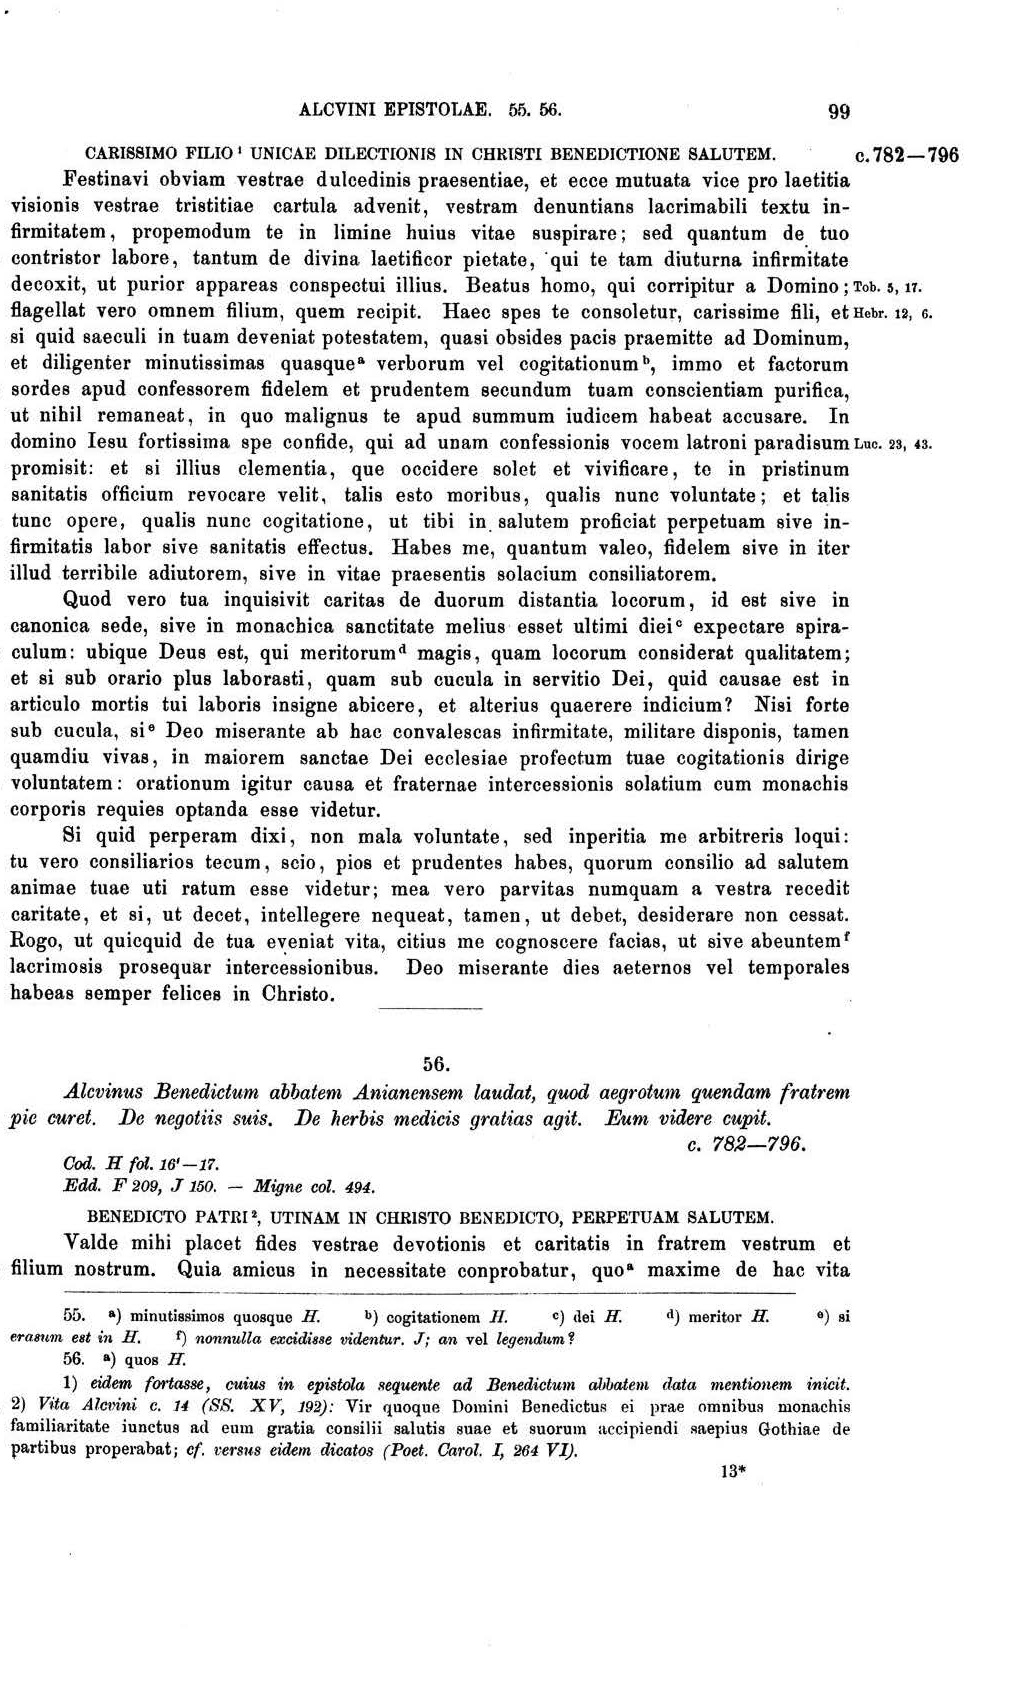 ALCVINI EPISTOLAE. 55. 56. 99
CARISSIMO FILIO¹ UNICAE DILECTIONIS IN CHRISTI BENEDICTIONE SALUTEM. c. 782—796
Festinavi obviam vestrae dulcedinis praesentiae, et ecce mutuata vice pro laetitia
visionis vestrae tristitiae cartula advenit, vestram denuntians lacrimabili textu in-
firmitatem, propemodum te in limine huius vitae suspirare; sed quantum de tuo
contristor labore, tantum de divina laetificor pietate, qui te tam diuturna infirmitate
decoxit, ut purior appareas conspectui illius. Beatus homo, qui corripitur a Domino; Tob. 5, 17.
flagellat vero omnem filium, quem recipit. Haec spes te consoletur, carissime fili, et Hebr. 12, 6.
si quid saeculi in tuam deveniat potestatem, quasi obsides pacis praemitte ad Dominum,
et diligenter minutissimas quasqueᵃ verborum vel cogitationumᵇ, immo et factorum
sordes apud confessorem fidelem et prudentem secundum tuam conscientiam purifica,
ut nihil remaneat, in quo malignus te apud summum iudicem habeat accusare. In
domino Iesu fortissima spe confide, qui ad unam confessionis vocem latroni paradisum Luc. 23, 43.
promisit: et si illius clementia, que occidere solet et vivificare, te in pristinum
sanitatis officium revocare velit, talis esto moribus, qualis nunc voluntate; et talis
tunc opere, qualis nunc cogitatione, ut tibi in salutem proficiat perpetuam sive in-
firmitatis labor sive sanitatis effectus. Habes me, quantum valeo, fidelem sive in iter
illud terribile adiutorem, sive in vitae praesentis solacium consiliatorem.
Quod vero tua inquisivit caritas de duorum distantia locorum, id est sive in
canonica sede, sive in monachica sanctitate melius esset ultimi dieiᶜ expectare spira-
culum: ubique Deus est, qui meritorumᵈ magis, quam locorum considerat qualitatem;
et si sub orario plus laborasti, quam sub cucula in servitio Dei, quid causae est in
articulo mortis tui laboris insigne abicere, et alterius quaerere indicium? Nisi forte
sub cucula, siᵉ Deo miserante ab hac convalescas infirmitate, militare disponis, tamen
quamdiu vivas, in maiorem sanctae Dei ecclesiae profectum tuae cogitationis dirige
voluntatem: orationum igitur causa et fraternae intercessionis solatium cum monachis
corporis requies optanda esse videtur.
Si quid perperam dixi, non mala voluntate, sed inperitia me arbitreris loqui:
tu vero consiliarios tecum, scio, pios et prudentes habes, quorum consilio ad salutem
animae tuae uti ratum esse videtur; mea vero parvitas numquam a vestra recedit
caritate, et si, ut decet, intellegere nequeat, tamen, ut debet, desiderare non cessat.
Rogo, ut quicquid de tua eveniat vita, citius me cognoscere facias, ut sive abeuntemᶠ
lacrimosis prosequar intercessionibus. Deo miserante dies aeternos vel temporales
habeas semper felices in Christo.
56.
Alcvinus Benedictum abbatem Anianensem laudat, quod aegrotum quendam fratrem
pie curet. De negotiis suis. De herbis medicis gratias agit. Eum videre cupit.
c. 782—796.
Cod. H fol. 16'—17.
Edd. F 209, J 150. — Migne col. 494.
BENEDICTO PATRI², UTINAM IN CHRISTO BENEDICTO, PERPETUAM SALUTEM.
Valde mihi placet fides vestrae devotionis et caritatis in fratrem vestrum et
filium nostrum. Quia amicus in necessitate conprobatur, quoᵃ maxime de hac vita
55. ᵃ) minutissimos quosque H. ᵇ) cogitationem H. ᶜ) dei H. ᵈ) meritor H. ᵉ) si
erasum est in H. ᶠ) nonnulla excidisse videntur. J; an vel legendum?
56. ᵃ) quos H.
1) eidem fortasse, cuius in epistola sequente ad Benedictum abbatem data mentionem inicit.
2) Vita Alcvini c. 14 (SS. XV, 192): Vir quoque Domini Benedictus ei prae omnibus monachis
familiaritate iunctus ad eum gratia consilii salutis suae et suorum accipiendi saepius Gothiae de
partibus properabat; cf. versus eidem dicatos (Poet. Carol. I, 264 VI).
13*